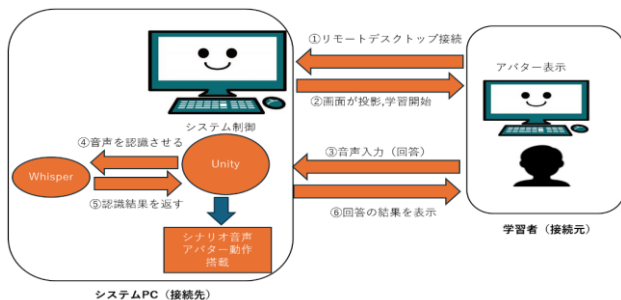 ①リモートデスクトップ接続
アバター表示
②画面が投影,学習開始
システム制御
④音声を認識させる
③音声入力（回答）
Unity
Whisper
⑤認識結果を返す
⑥回答の結果を表示
シナリオ音声
アバター動作
搭載
学習者（接続元）
システムPC（接続先）